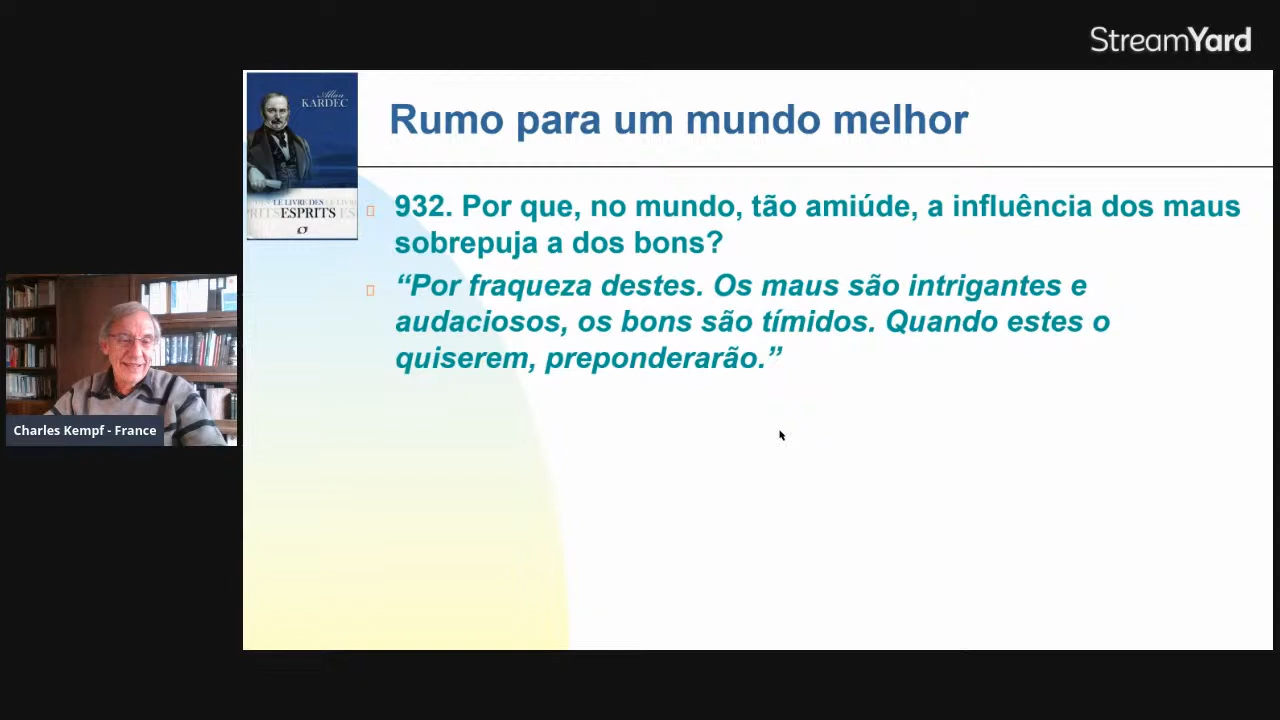 StreamYard
Allan
KARDEC
LE LIVRE DES
ESPRITS
Rumo para um mundo melhor
932. Por que, no mundo, tão amiúde, a influência dos maus
sobrepuja a dos bons?
“Por fraqueza destes. Os maus são intrigantes e
audaciosos, os bons são tímidos. Quando estes o
quiserem, preponderarão.”
Charles Kempf - France